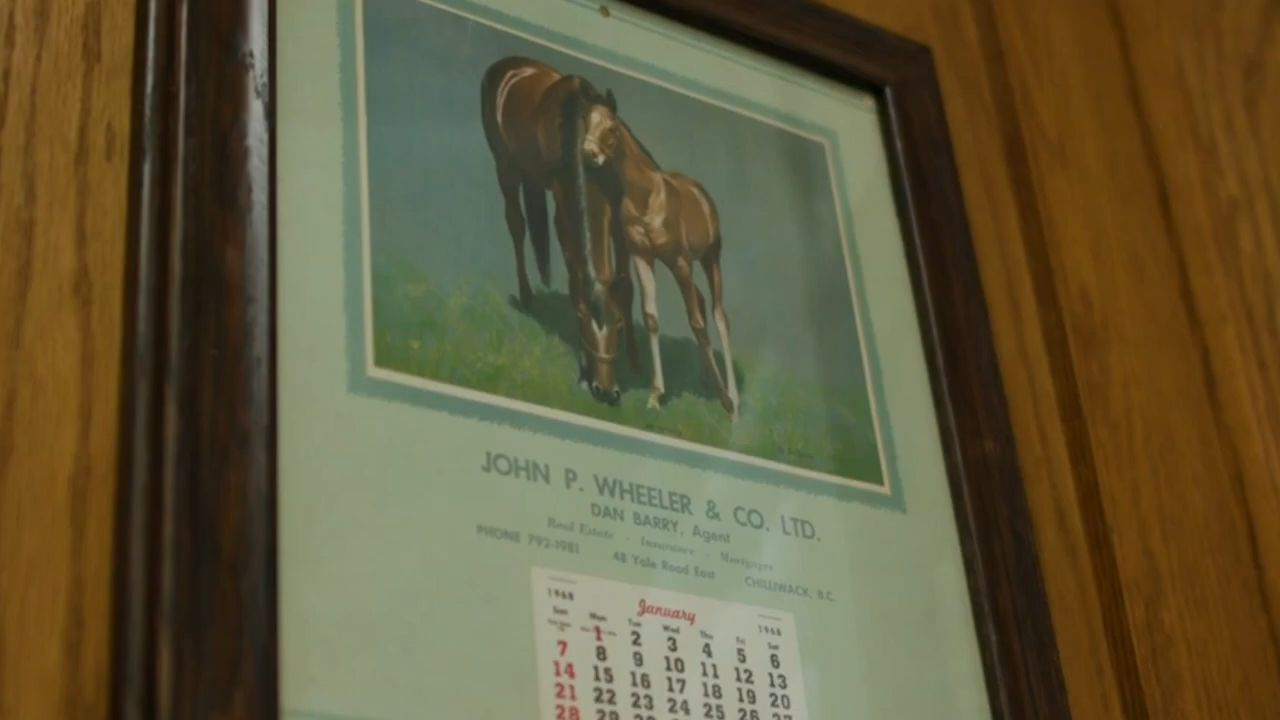 JOHN P. WHEELER & CO. LTD.
DAN BARRY, Agent
Real Estate - Insurance - Mortgages
PHONE 792-1981 48 Yale Road East CHILLIWACK, B.C.
1968 January 1968
Sun Mon Tue Wed Thu Fri Sat
1 2 3 4 5 6
7 8 9 10 11 12 13
14 15 16 17 18 19 20
21 22 23 24 25 26 27
28 29